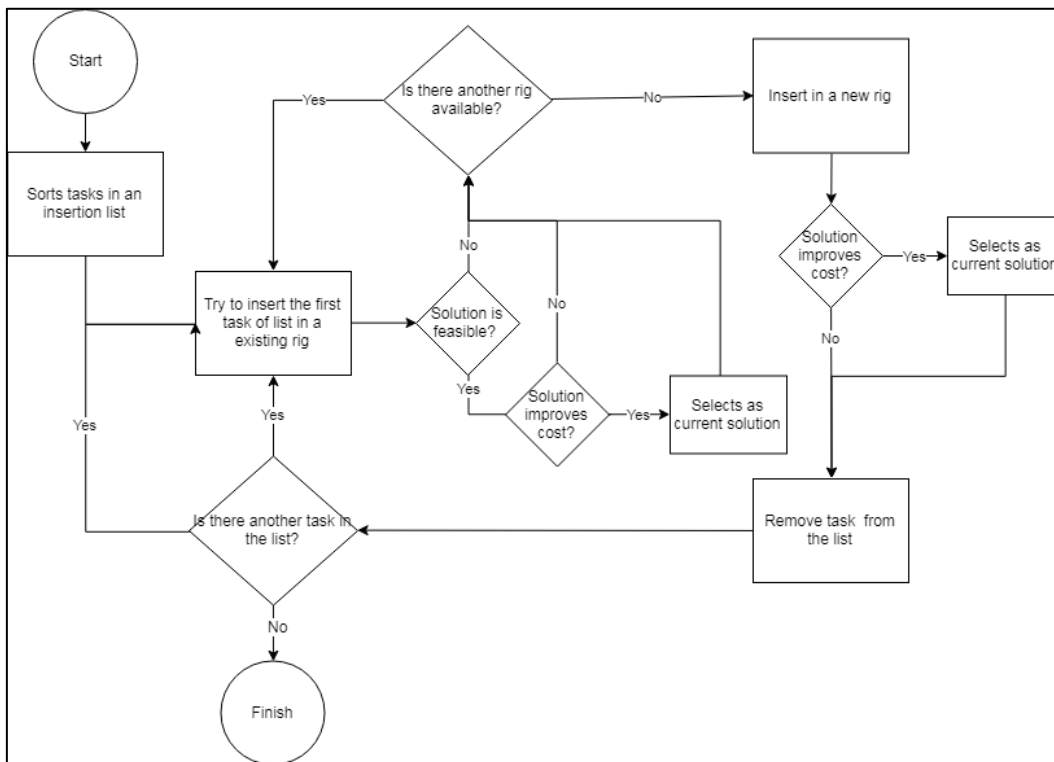 Start
Is there another rig
available?
Yes
No
Insert in a new rig
Sorts tasks in an
insertion list
Solution
improves
cost?
Yes
Selects as
current solution
No
No
Try to insert the first
task of list in a
existing rig
Solution is
feasible?
No
Yes
Solution
improves
cost?
Yes
Selects as
current solution
Yes
Yes
Is there another task in
the list?
Remove task from
the list
No
Finish